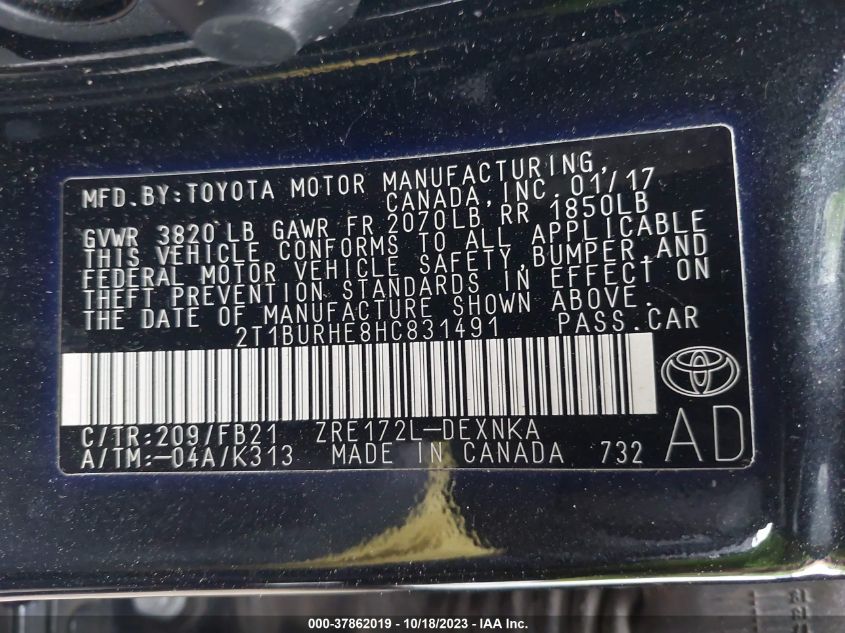 MFD. BY: TOYOTA MOTOR MANUFACTURING,
CANADA, INC. 01/17
GVWR 3820 LB GAWR FR 2070LB RR 1850LB
THIS VEHICLE CONFORMS TO ALL APPLICABLE
FEDERAL MOTOR VEHICLE SAFETY, BUMPER, AND
THEFT PREVENTION STANDARDS IN EFFECT ON
THE DATE OF MANUFACTURE SHOWN ABOVE.
2T1BURHE8HC831491 PASS. CAR
C/TR: 209/FB21 ZRE172L-DEXNKA
A/TM: -04A/K313 MADE IN CANADA 732
AD
000-37862019 - 10/18/2023 - IAA Inc.